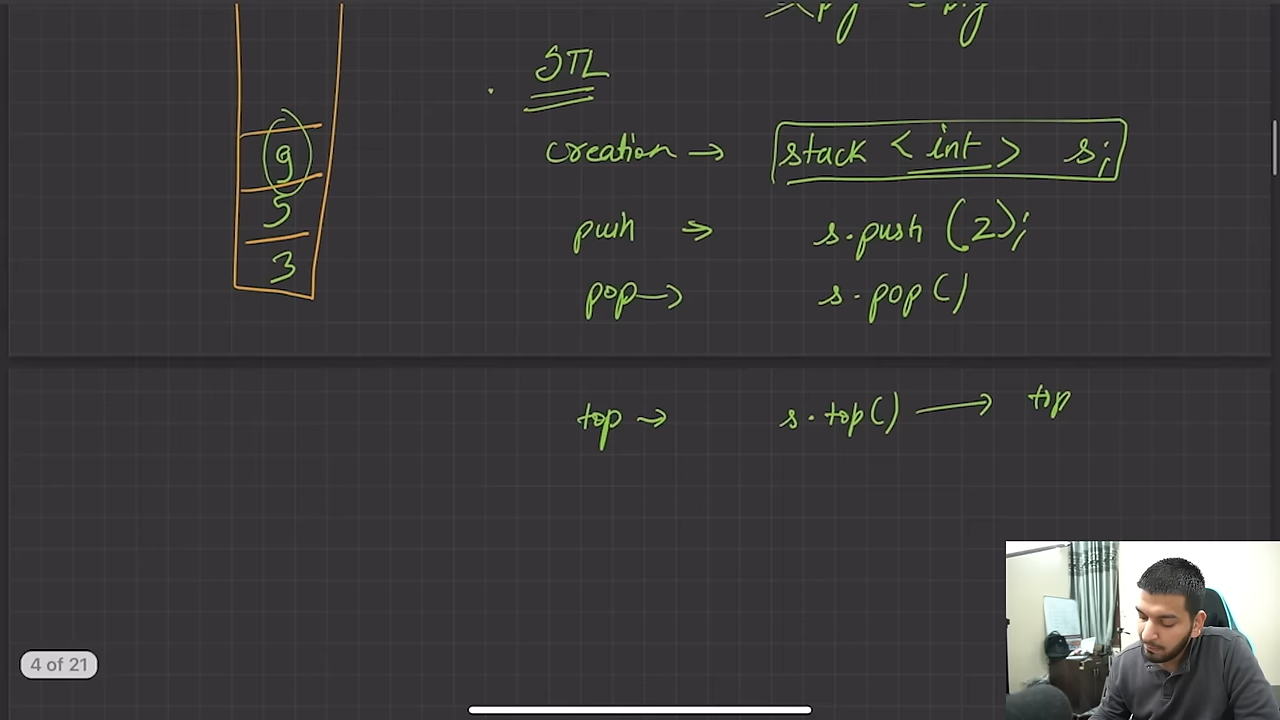 STL
creation → stack <int> s;
push → s.push (2);
pop → s.pop()
top → s.top() → top
9
5
3
4 of 21